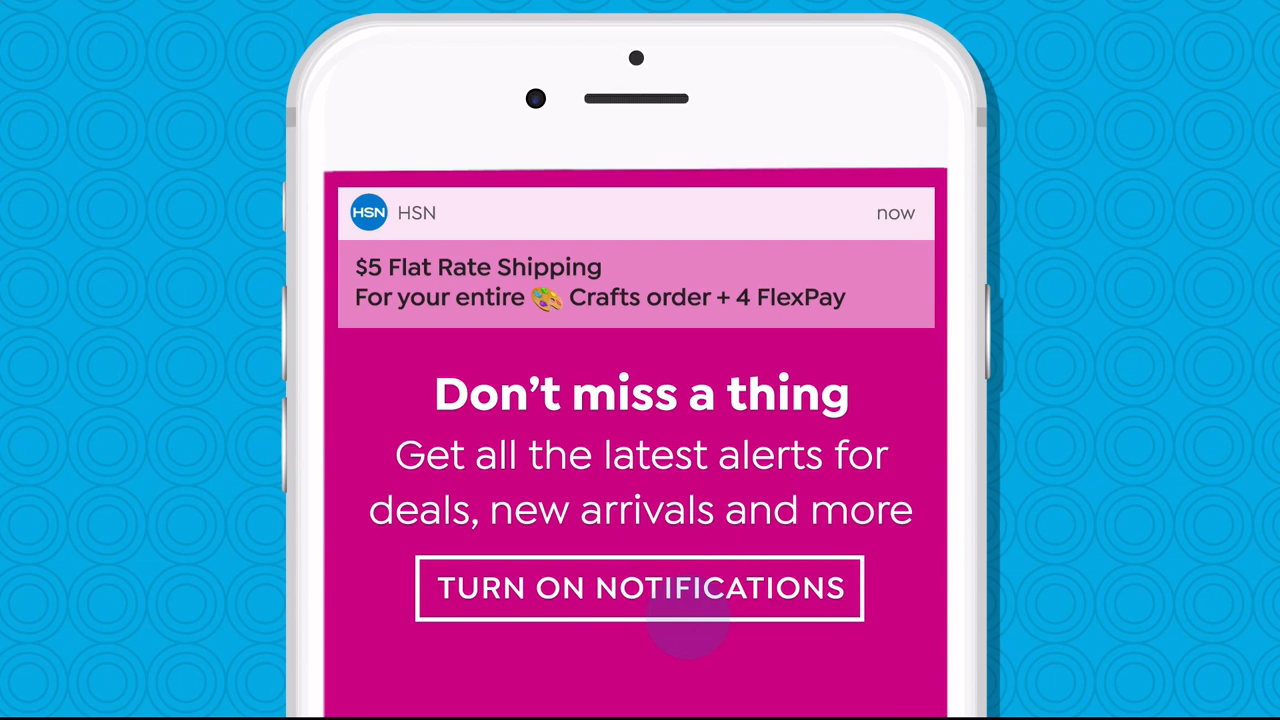 HSN HSN now
$5 Flat Rate Shipping
For your entire 🎨 Crafts order + 4 FlexPay
Don’t miss a thing
Get all the latest alerts for
deals, new arrivals and more
TURN ON NOTIFICATIONS